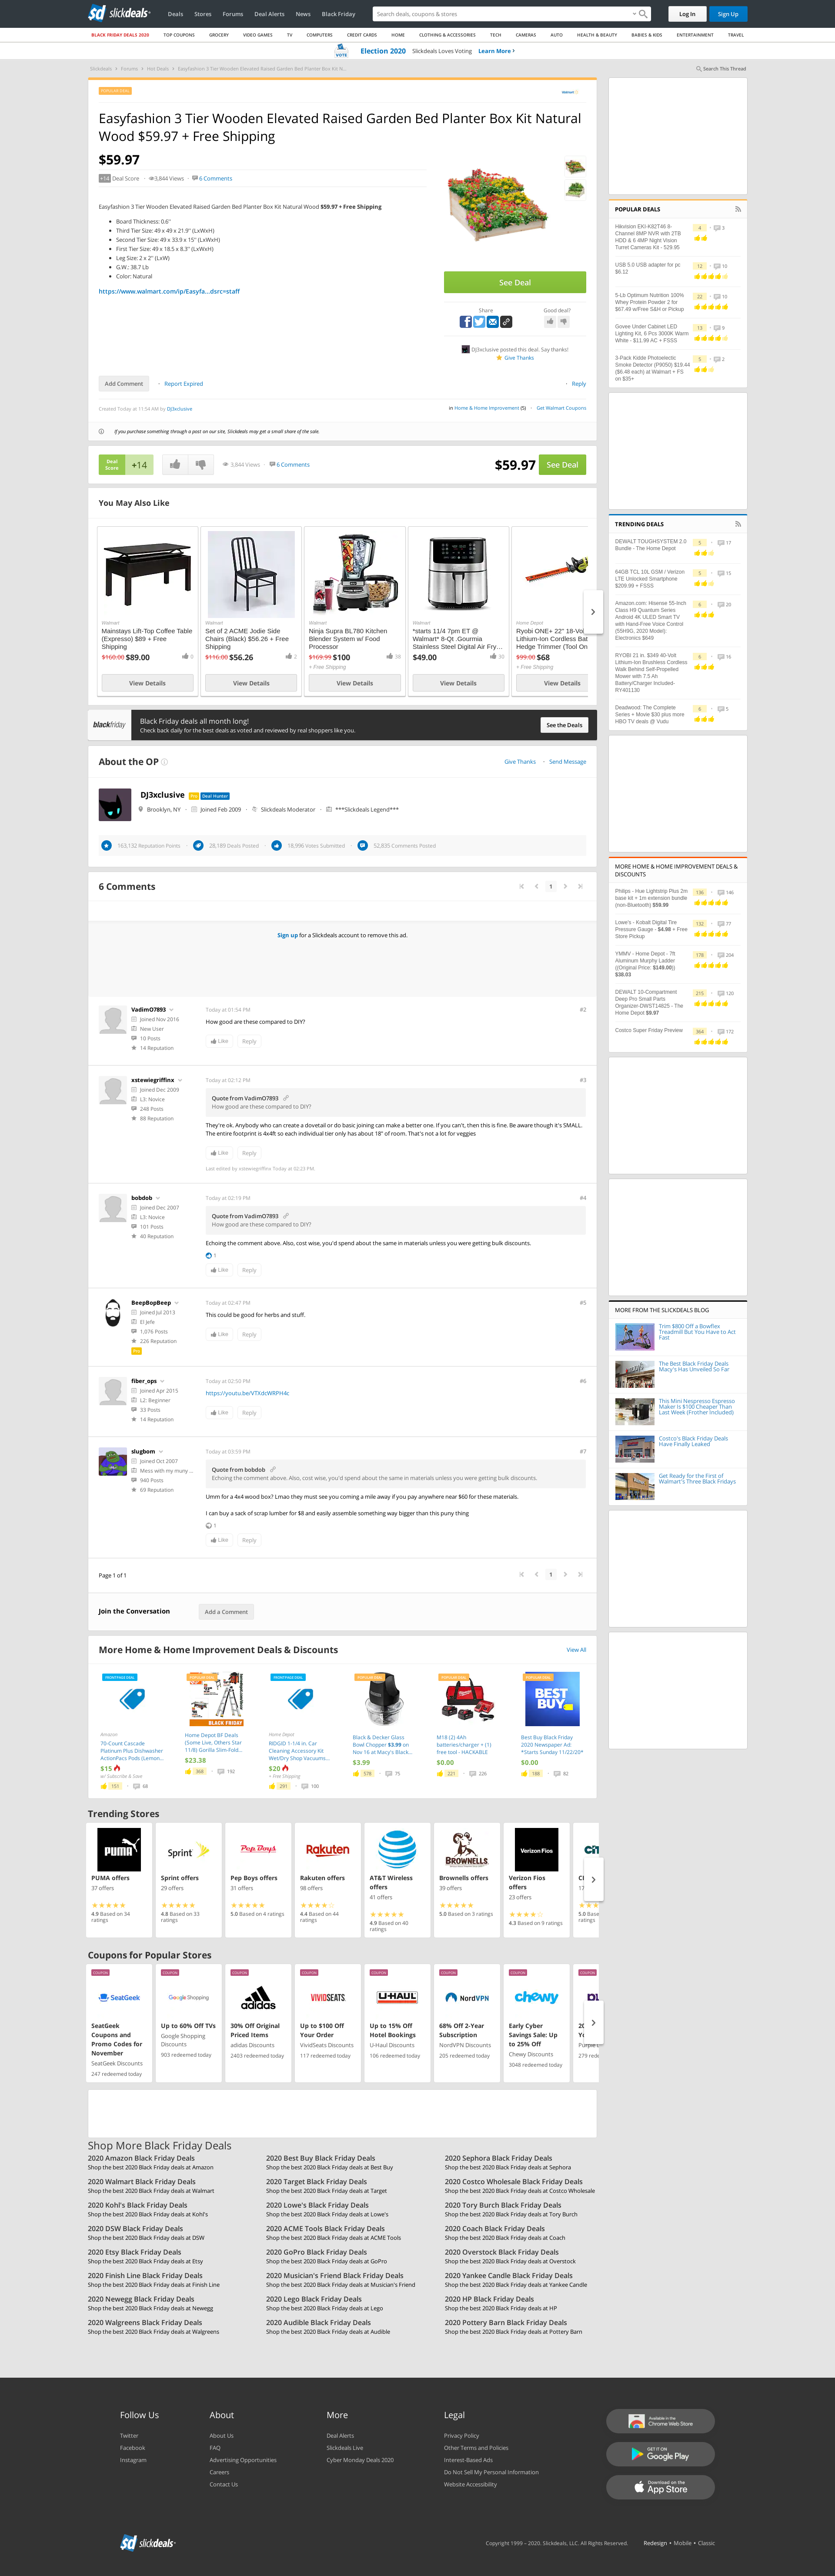 slickdeals
Deals Stores Forums Deal Alerts News Black Friday
Search deals, coupons & stores
Log In Sign Up
BLACK FRIDAY DEALS 2020 TOP COUPONS GROCERY VIDEO GAMES TV COMPUTERS CREDIT CARDS HOME CLOTHING & ACCESSORIES TECH CAMERAS AUTO HEALTH & BEAUTY BABIES & KIDS ENTERTAINMENT TRAVEL
VOTE Election 2020 Slickdeals Loves Voting Learn More
Slickdeals Forums Hot Deals Easyfashion 3 Tier Wooden Elevated Raised Garden Bed Planter Box Kit N...
Search This Thread
Easyfashion 3 Tier Wooden Elevated Raised Garden Bed Planter Box Kit Natural
Wood $59.97 + Free Shipping
$59.97
+14 Deal Score 3,844 Views 6 Comments
Easyfashion 3 Tier Wooden Elevated Raised Garden Bed Planter Box Kit Natural Wood $59.97 + Free Shipping
Board Thickness: 0.6''
Third Tier Size: 49 x 49 x 21.9'' (LxWxH)
Second Tier Size: 49 x 33.9 x 15'' (LxWxH)
First Tier Size: 49 x 18.5 x 8.3'' (LxWxH)
Leg Size: 2 x 2'' (LxW)
G.W.: 38.7 Lb
Color: Natural
https://www.walmart.com/ip/Easyfa...dsrc=staff
See Deal
Share Good deal?
DJ3xclusive posted this deal. Say thanks!
Give Thanks
Add Comment Report Expired Reply
Created Today at 11:54 AM by DJ3xclusive
in Home & Home Improvement (5) Get Walmart Coupons
If you purchase something through a post on our site, Slickdeals may get a small share of the sale.
Deal Score +14 3,844 Views 6 Comments $59.97 See Deal
You May Also Like
Walmart
Mainstays Lift-Top Coffee Table
(Expresso) $89 + Free
Shipping
$160.00 $89.00 0
View Details
Walmart
Set of 2 ACME Jodie Side
Chairs (Black) $56.26 + Free
Shipping
$116.00 $56.26 2
View Details
Walmart
Ninja Supra BL780 Kitchen
Blender System w/ Food
Processor
$169.99 $100 38
+ Free Shipping
View Details
Walmart
*starts 11/4 7pm ET @
Walmart* 8-Qt .Gourmia
Stainless Steel Digital Air Fry...
$49.00 30
View Details
Home Depot
Ryobi ONE+ 22" 18-Volt
Lithium-Ion Cordless Bat
Hedge Trimmer (Tool On
$99.00 $68
+ Free Shipping
View Details
blackfriday
Black Friday deals all month long!
Check back daily for the best deals as voted and reviewed by real shoppers like you.
See the Deals
About the OP
Give Thanks Send Message
DJ3xclusive Deal Hunter
Brooklyn, NY Joined Feb 2009 Slickdeals Moderator ***Slickdeals Legend***
163,132 Reputation Points 28,189 Deals Posted 18,996 Votes Submitted 52,835 Comments Posted
6 Comments 1
Sign up for a Slickdeals account to remove this ad.
VadimO7893
Joined Nov 2016
New User
10 Posts
14 Reputation
Today at 01:54 PM #2
How good are these compared to DIY?
Like Reply
xstewiegriffinx
Joined Dec 2009
L3: Novice
248 Posts
88 Reputation
Today at 02:12 PM #3
Quote from VadimO7893
How good are these compared to DIY?
They're ok. Anybody who can create a dovetail or do basic joining can make a better one. If you can't, then this is fine. Be aware though it's SMALL.
The entire footprint is 4x4ft so each individual tier only has about 18" of room. That's not a lot for veggies
Like Reply
Last edited by xstewiegriffinx Today at 02:23 PM.
bobdob
Joined Dec 2007
L3: Novice
101 Posts
40 Reputation
Today at 02:19 PM #4
Quote from VadimO7893
How good are these compared to DIY?
Echoing the comment above. Also, cost wise, you'd spend about the same in materials unless you were getting bulk discounts.
1
Like Reply
BeepBopBeep
Joined Jul 2013
El Jefe
1,076 Posts
226 Reputation
Today at 02:47 PM #5
This could be good for herbs and stuff.
Like Reply
fiber_ops
Joined Apr 2015
L2: Beginner
33 Posts
14 Reputation
Today at 02:50 PM #6
https://youtu.be/VTXdcWRPH4c
Like Reply
slugbom
Joined Oct 2007
Mess with my muny ...
940 Posts
69 Reputation
Today at 03:59 PM #7
Quote from bobdob
Echoing the comment above. Also, cost wise, you'd spend about the same in materials unless you were getting bulk discounts.
Umm for a 4x4 wood box? Lmao they must see you coming a mile away if you pay anywhere near $60 for these materials.
I can buy a sack of scrap lumber for $8 and easily assemble something way bigger than this puny thing
1
Like Reply
Page 1 of 1 1
Join the Conversation Add a Comment
More Home & Home Improvement Deals & Discounts View All
Amazon
70-Count Cascade
Platinum Plus Dishwasher
ActionPacs Pods (Lemon...
$15
w/ Subscribe & Save
151 68
BLACK FRIDAY
Home Depot BF Deals
(Some Live, Others Star
11/8) Gorilla Slim-Fold...
$23.38
368 192
Home Depot
RIDGID 1-1/4 in. Car
Cleaning Accessory Kit
Wet/Dry Shop Vacuums...
$20
+ Free Shipping
291 100
Black & Decker Glass
Bowl Chopper $3.99 on
Nov 16 at Macy's Black...
$3.99
578 75
M18 (2) 4Ah
batteries/charger + (1)
free tool - HACKABLE
$0.00
221 226
BEST BUY
Best Buy Black Friday
2020 Newspaper Ad:
*Starts Sunday 11/22/20*
$0.00
188 82
Trending Stores
PUMA offers
37 offers
4.9 Based on 34 ratings
Sprint offers
29 offers
4.8 Based on 33 ratings
Pep Boys offers
31 offers
5.0 Based on 4 ratings
Rakuten offers
98 offers
4.4 Based on 44 ratings
AT&T Wireless offers
41 offers
4.9 Based on 40 ratings
Brownells offers
39 offers
5.0 Based on 3 ratings
Verizon Fios offers
23 offers
4.3 Based on 9 ratings
Coupons for Popular Stores
SeatGeek
SeatGeek Coupons and Promo Codes for November
SeatGeek Discounts
247 redeemed today
Google Shopping
Up to 60% Off TVs
Google Shopping Discounts
903 redeemed today
adidas
30% Off Original Priced Items
adidas Discounts
2403 redeemed today
VIVIDSEATS
Up to $100 Off Your Order
VividSeats Discounts
117 redeemed today
U-HAUL
Up to 15% Off Hotel Bookings
U-Haul Discounts
106 redeemed today
NordVPN
68% Off 2-Year Subscription
NordVPN Discounts
205 redeemed today
chewy
Early Cyber Savings Sale: Up to 25% Off
Chewy Discounts
3048 redeemed today
Shop More Black Friday Deals
2020 Amazon Black Friday Deals
Shop the best 2020 Black Friday deals at Amazon
2020 Best Buy Black Friday Deals
Shop the best 2020 Black Friday deals at Best Buy
2020 Sephora Black Friday Deals
Shop the best 2020 Black Friday deals at Sephora
2020 Walmart Black Friday Deals
Shop the best 2020 Black Friday deals at Walmart
2020 Target Black Friday Deals
Shop the best 2020 Black Friday deals at Target
2020 Costco Wholesale Black Friday Deals
Shop the best 2020 Black Friday deals at Costco Wholesale
2020 Kohl's Black Friday Deals
Shop the best 2020 Black Friday deals at Kohl's
2020 Lowe's Black Friday Deals
Shop the best 2020 Black Friday deals at Lowe's
2020 Tory Burch Black Friday Deals
Shop the best 2020 Black Friday deals at Tory Burch
2020 DSW Black Friday Deals
Shop the best 2020 Black Friday deals at DSW
2020 ACME Tools Black Friday Deals
Shop the best 2020 Black Friday deals at ACME Tools
2020 Coach Black Friday Deals
Shop the best 2020 Black Friday deals at Coach
2020 Etsy Black Friday Deals
Shop the best 2020 Black Friday deals at Etsy
2020 GoPro Black Friday Deals
Shop the best 2020 Black Friday deals at GoPro
2020 Overstock Black Friday Deals
Shop the best 2020 Black Friday deals at Overstock
2020 Finish Line Black Friday Deals
Shop the best 2020 Black Friday deals at Finish Line
2020 Musician's Friend Black Friday Deals
Shop the best 2020 Black Friday deals at Musician's Friend
2020 Yankee Candle Black Friday Deals
Shop the best 2020 Black Friday deals at Yankee Candle
2020 Newegg Black Friday Deals
Shop the best 2020 Black Friday deals at Newegg
2020 Lego Black Friday Deals
Shop the best 2020 Black Friday deals at Lego
2020 HP Black Friday Deals
Shop the best 2020 Black Friday deals at HP
2020 Walgreens Black Friday Deals
Shop the best 2020 Black Friday deals at Walgreens
2020 Audible Black Friday Deals
Shop the best 2020 Black Friday deals at Audible
2020 Pottery Barn Black Friday Deals
Shop the best 2020 Black Friday deals at Pottery Barn
POPULAR DEALS
Hikvision EKI-K82T46 8-
Channel 8MP NVR with 2TB
HDD & 6 4MP Night Vision
Turret Cameras Kit - 529.95
4 3
USB 5.0 USB adapter for pc
$6.12
12 10
5-Lb Optimum Nutrition 100%
Whey Protein Powder 2 for
$67.49 w/Free S&H or Pickup
22 10
Govee Under Cabinet LED
Lighting Kit, 6 Pcs 3000K Warm
White - $11.99 AC + FSSS
13 9
3-Pack Kidde Photoelectic
Smoke Detector (P9050) $19.44
($6.48 each) at Walmart + FS
on $35+
5 2
TRENDING DEALS
DEWALT TOUGHSYSTEM 2.0
Bundle - The Home Depot
5 17
64GB TCL 10L GSM / Verizon
LTE Unlocked Smartphone
$209.99 + FSSS
5 15
Amazon.com: Hisense 55-Inch
Class H9 Quantum Series
Android 4K ULED Smart TV
with Hand-Free Voice Control
(55H9G, 2020 Model):
Electronics $649
6 20
RYOBI 21 in. $349 40-Volt
Lithium-Ion Brushless Cordless
Walk Behind Self-Propelled
Mower with 7.5 Ah
Battery/Charger Included-
RY401130
6 16
Deadwood: The Complete
Series + Movie $30 plus more
HBO TV deals @ Vudu
6 5
MORE HOME & HOME IMPROVEMENT DEALS &
DISCOUNTS
Philips - Hue Lightstrip Plus 2m
base kit + 1m extension bundle
(non-Bluetooth) $59.99
136 146
Lowe's - Kobalt Digital Tire
Pressure Gauge - $4.98 + Free
Store Pickup
132 77
YMMV - Home Depot - 7ft
Aluminum Murphy Ladder
((Original Price: $149.00))
$38.03
178 204
DEWALT 10-Compartment
Deep Pro Small Parts
Organizer-DWST14825 - The
Home Depot $9.97
215 120
Costco Super Friday Preview
364 172
MORE FROM THE SLICKDEALS BLOG
Trim $800 Off a Bowflex
Treadmill But You Have to Act
Fast
The Best Black Friday Deals
Macy's Has Unveiled So Far
This Mini Nespresso Espresso
Maker Is $100 Cheaper Than
Last Week (Frother Included)
Costco's Black Friday Deals
Have Finally Leaked
Get Ready for the First of
Walmart's Three Black Fridays
Follow Us
Twitter
Facebook
Instagram
About
About Us
FAQ
Advertising Opportunities
Careers
Contact Us
More
Deal Alerts
Slickdeals Live
Cyber Monday Deals 2020
Legal
Privacy Policy
Other Terms and Policies
Interest-Based Ads
Do Not Sell My Personal Information
Website Accessibility
Available in the
Chrome Web Store
GET IT ON
Google Play
Download on the
App Store
slickdeals
Copyright 1999 – 2020. Slickdeals, LLC. All Rights Reserved. Redesign • Mobile • Classic